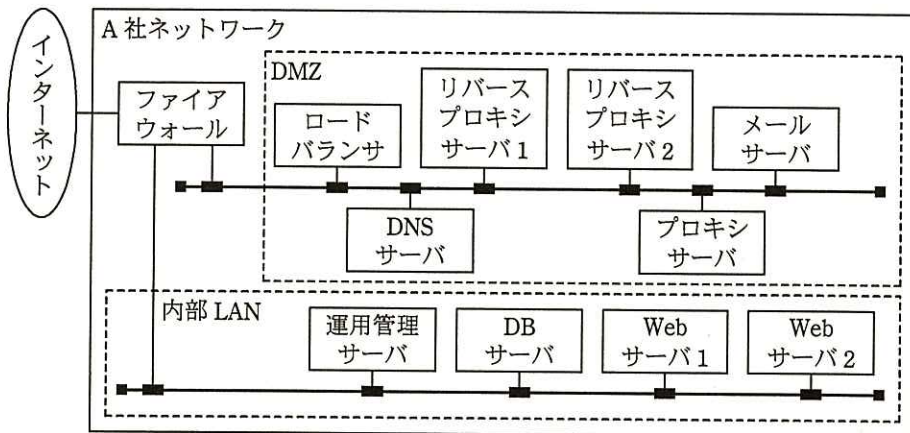 A 社ネットワーク
インターネット
ファイア
ウォール
DMZ
ロード
バランサ
リバース
プロキシ
サーバ 1
リバース
プロキシ
サーバ 2
メール
サーバ
DNS
サーバ
プロキシ
サーバ
内部 LAN
運用管理
サーバ
DB
サーバ
Web
サーバ 1
Web
サーバ 2